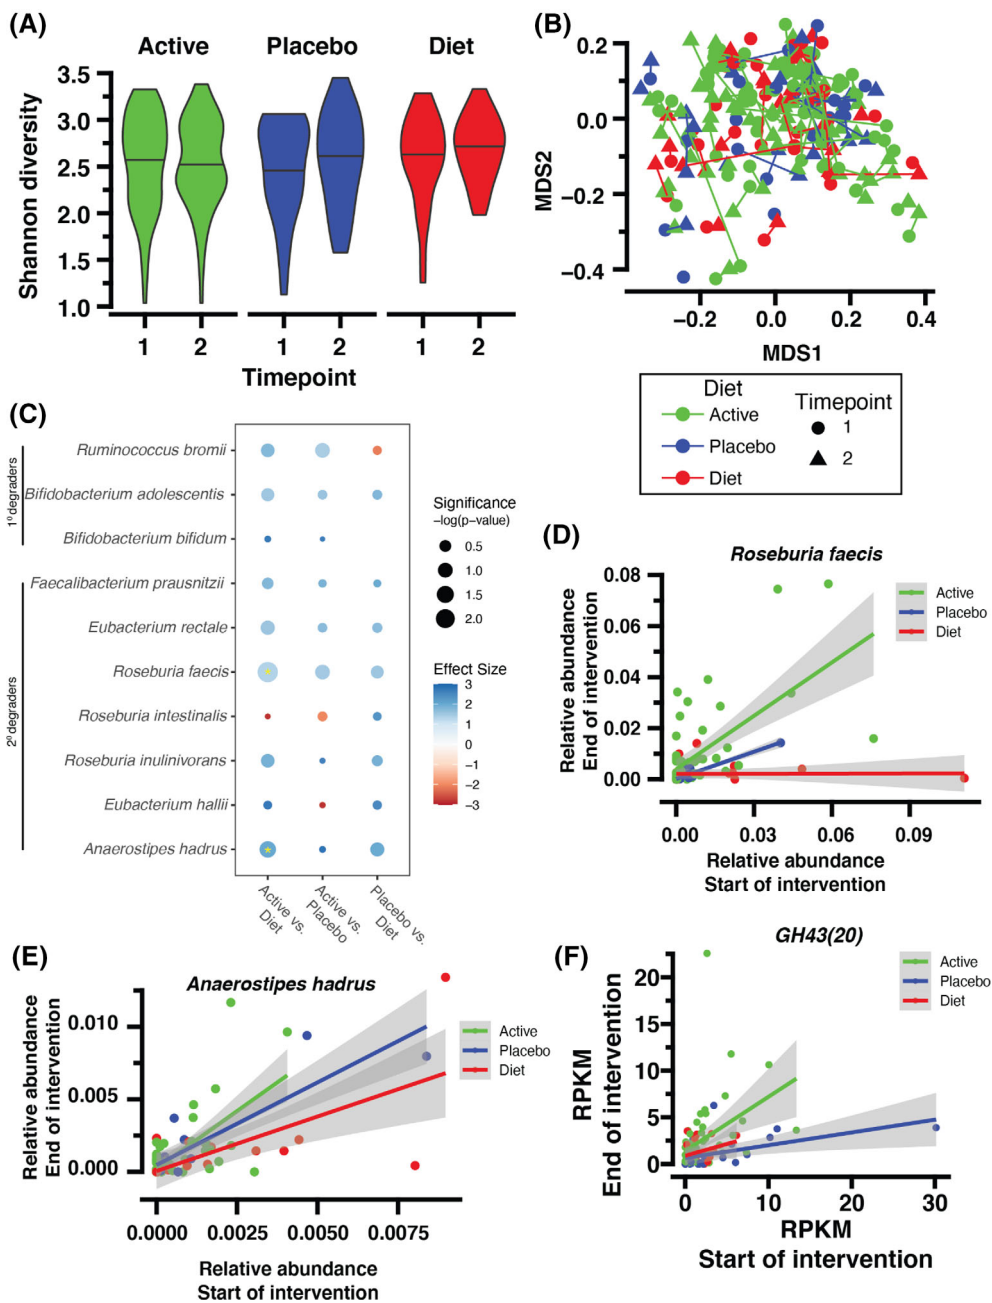 (A)
Active
Placebo
Diet
Shannon diversity
3.5
3.0
2.5
2.0
1.5
1.0
1
2
1
2
1
2
Timepoint
(B)
MDS2
0.2
0.0
−0.2
−0.4
−0.2
0.0
0.2
0.4
MDS1
Diet
Active
Placebo
Diet
Timepoint
1
2
(C)
1⁰ degraders
2⁰ degraders
Ruminococcus bromii
Bifidobacterium adolescentis
Bifidobacterium bifidum
Faecalibacterium prausnitzii
Eubacterium rectale
Roseburia faecis
Roseburia intestinalis
Roseburia inulinivorans
Eubacterium hallii
Anaerostipes hadrus
Active vs.
Diet
Active vs.
Placebo
Placebo vs.
Diet
Significance
−log(p−value)
0.5
1.0
1.5
2.0
Effect Size
3
2
1
0
−1
−2
−3
(D)
Roseburia faecis
Relative abundance
End of intervention
0.08
0.06
0.04
0.02
0.00
0.00
0.03
0.06
0.09
Relative abundance
Start of intervention
Active
Placebo
Diet
(E)
Anaerostipes hadrus
Relative abundance
End of intervention
0.010
0.005
0.000
0.0000
0.0025
0.0050
0.0075
Relative abundance
Start of intervention
Active
Placebo
Diet
(F)
GH43(20)
RPKM
End of intervention
20
15
10
5
0
0
10
20
30
RPKM
Start of intervention
Active
Placebo
Diet